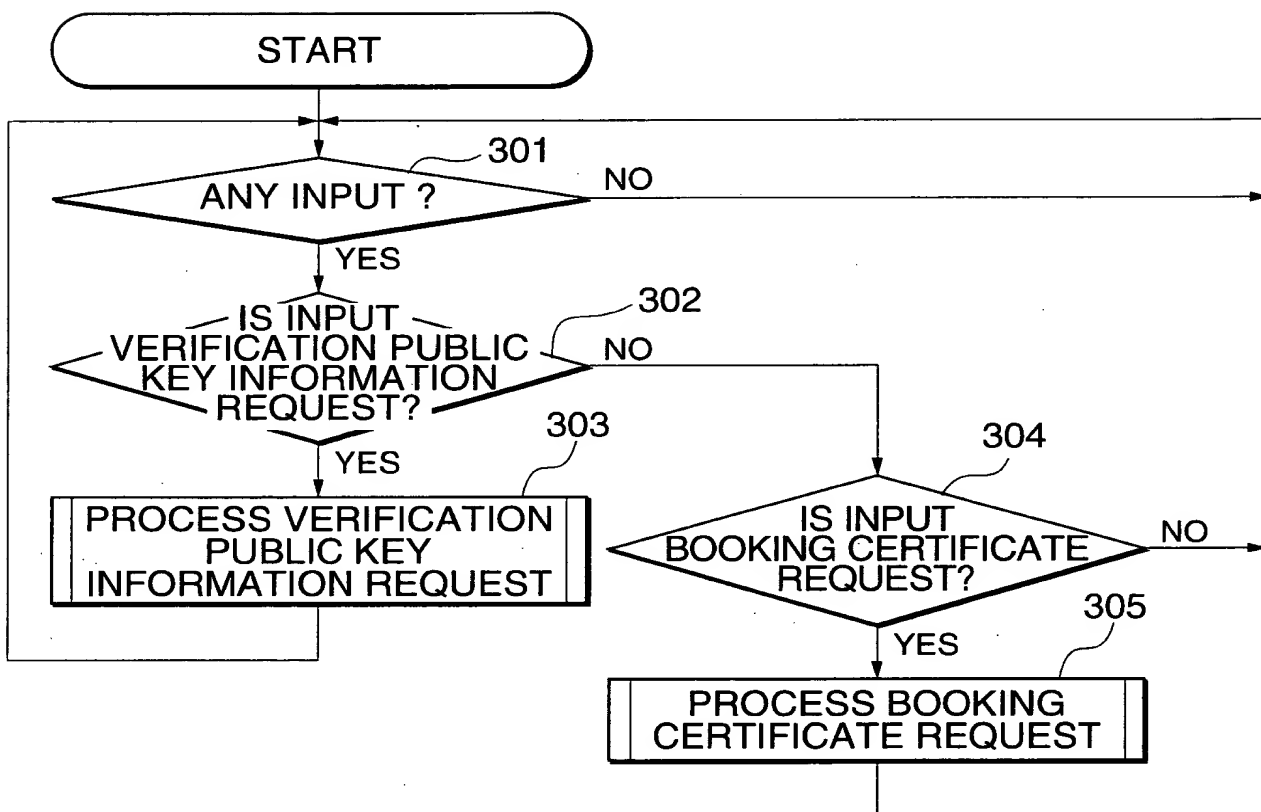 START
301
ANY INPUT ?
NO
YES
302
IS INPUT
VERIFICATION PUBLIC
KEY INFORMATION
REQUEST?
NO
YES
303
PROCESS VERIFICATION
PUBLIC KEY
INFORMATION REQUEST
304
IS INPUT
BOOKING CERTIFICATE
REQUEST?
NO
YES
305
PROCESS BOOKING
CERTIFICATE REQUEST